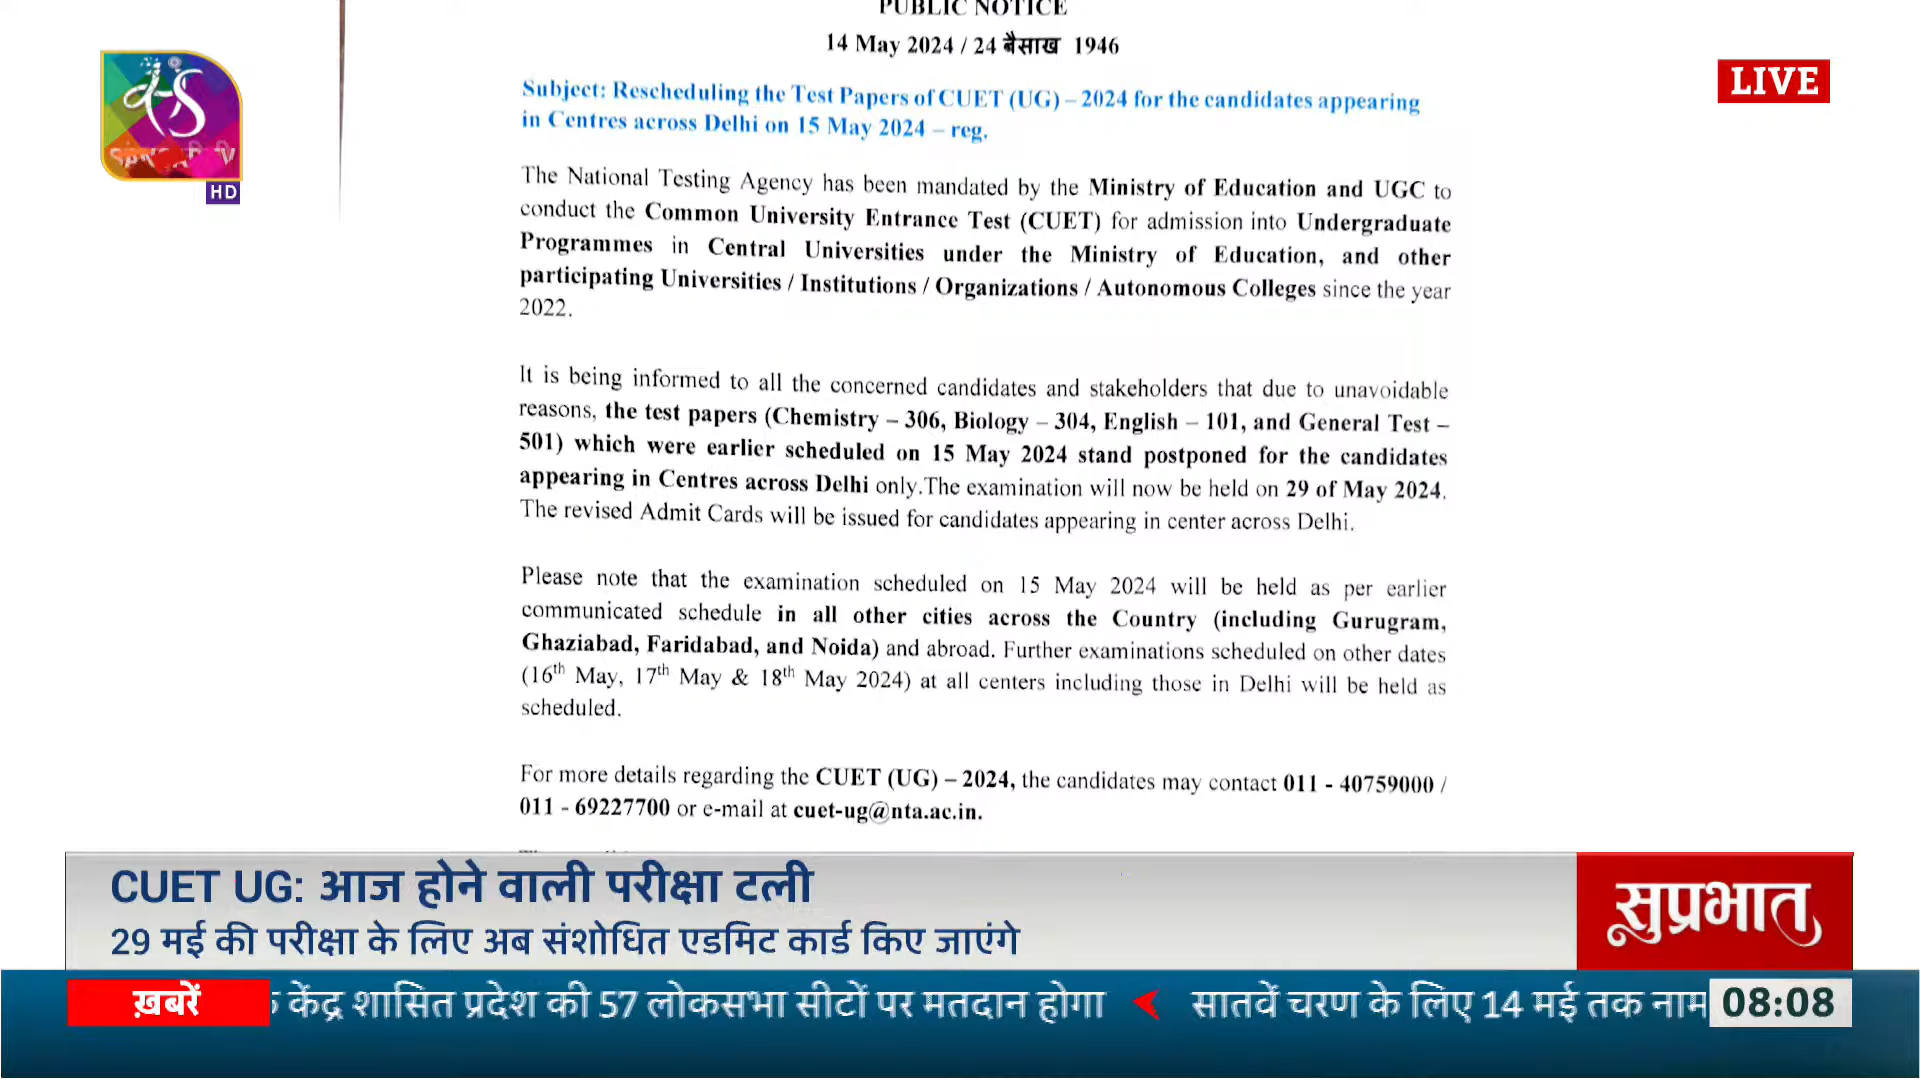 PUBLIC NOTICE
14 May 2024 / 24 बैसाख 1946
LIVE
Subject: Rescheduling the Test Papers of CUET (UG) – 2024 for the candidates appearing
in Centres across Delhi on 15 May 2024 – reg.
SANSAD TV
HD
The National Testing Agency has been mandated by the Ministry of Education and UGC to
conduct the Common University Entrance Test (CUET) for admission into Undergraduate
Programmes in Central Universities under the Ministry of Education, and other
participating Universities / Institutions / Organizations / Autonomous Colleges since the year
2022.
It is being informed to all the concerned candidates and stakeholders that due to unavoidable
reasons, the test papers (Chemistry – 306, Biology – 304, English – 101, and General Test –
501) which were earlier scheduled on 15 May 2024 stand postponed for the candidates
appearing in Centres across Delhi only.The examination will now be held on 29 of May 2024.
The revised Admit Cards will be issued for candidates appearing in center across Delhi.
Please note that the examination scheduled on 15 May 2024 will be held as per earlier
communicated schedule in all other cities across the Country (including Gurugram,
Ghaziabad, Faridabad, and Noida) and abroad. Further examinations scheduled on other dates
(16th May, 17th May & 18th May 2024) at all centers including those in Delhi will be held as
scheduled.
For more details regarding the CUET (UG) – 2024, the candidates may contact 011 - 40759000 /
011 - 69227700 or e-mail at cuet-ug@nta.ac.in.
CUET UG: आज होने वाली परीक्षा टली
29 मई की परीक्षा के लिए अब संशोधित एडमिट कार्ड किए जाएंगे
सुप्रभात
ख़बरें
केंद्र शासित प्रदेश की 57 लोकसभा सीटों पर मतदान होगा
सातवें चरण के लिए 14 मई तक नाम
08:08